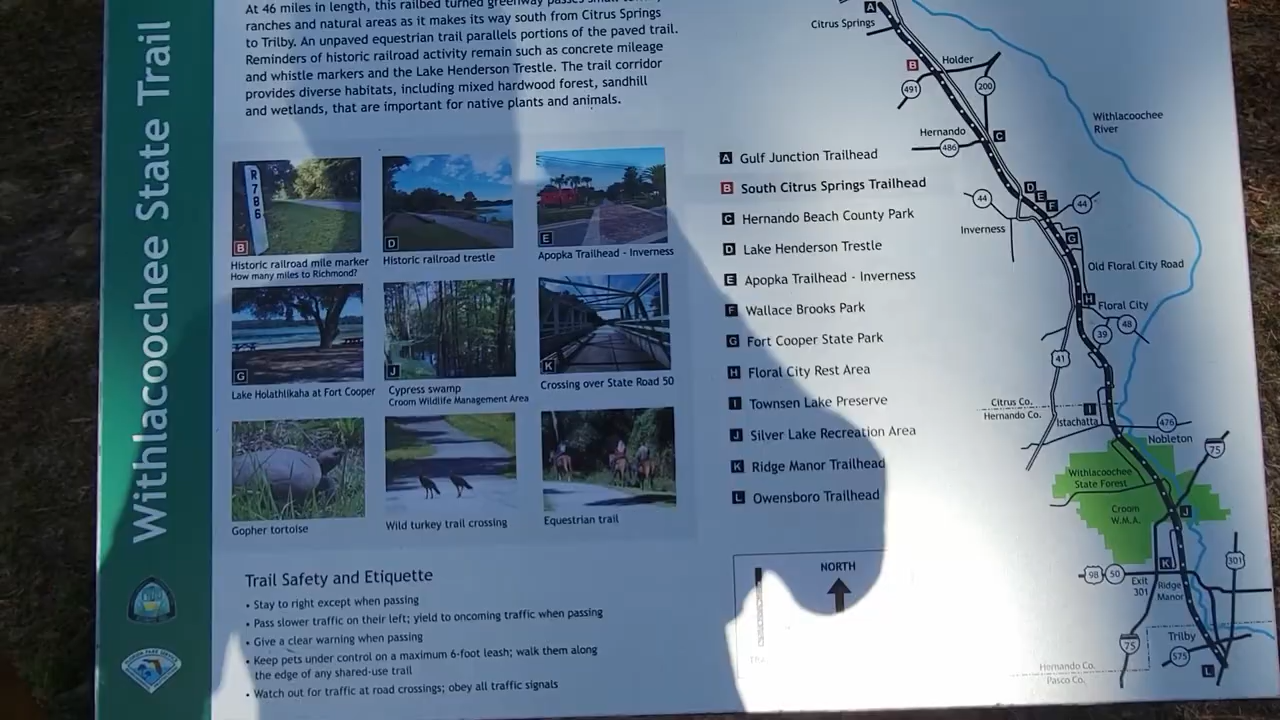 Withlacoochee State Trail
At 46 miles in length, this railbed turned greenway passes small
ranches and natural areas as it makes its way south from Citrus Springs
to Trilby. An unpaved equestrian trail parallels portions of the paved trail.
Reminders of historic railroad activity remain such as concrete mileage
and whistle markers and the Lake Henderson Trestle. The trail corridor
provides diverse habitats, including mixed hardwood forest, sandhill
and wetlands, that are important for native plants and animals.
R
7
8
6
B
Historic railroad mile marker
How many miles to Richmond?
D
Historic railroad trestle
E
Apopka Trailhead - Inverness
G
Lake Holathlikaha at Fort Cooper
J
Cypress swamp
Croom Wildlife Management Area
K
Crossing over State Road 50
Gopher tortoise
Wild turkey trail crossing
Equestrian trail
Trail Safety and Etiquette
• Stay to right except when passing
• Pass slower traffic on their left; yield to oncoming traffic when passing
• Give a clear warning when passing
• Keep pets under control on a maximum 6-foot leash; walk them along
the edge of any shared-use trail
• Watch out for traffic at road crossings; obey all traffic signals
A Gulf Junction Trailhead
B South Citrus Springs Trailhead
C Hernando Beach County Park
D Lake Henderson Trestle
E Apopka Trailhead - Inverness
F Wallace Brooks Park
G Fort Cooper State Park
H Floral City Rest Area
I Townsen Lake Preserve
J Silver Lake Recreation Area
K Ridge Manor Trailhead
L Owensboro Trailhead
NORTH
A
Citrus Springs
B
Holder
491
200
Withlacoochee
River
Hernando
C
486
D
E
F
44
44
Inverness
G
Old Floral City Road
H
Floral City
39
48
41
Citrus Co.
Hernando Co.
I
Istachatta
476
Nobleton
75
Withlacoochee
State Forest
Croom
W.M.A.
J
K
301
98
50
Exit
301
Ridge
Manor
Trilby
75
575
L
Hernando Co.
Pasco Co.